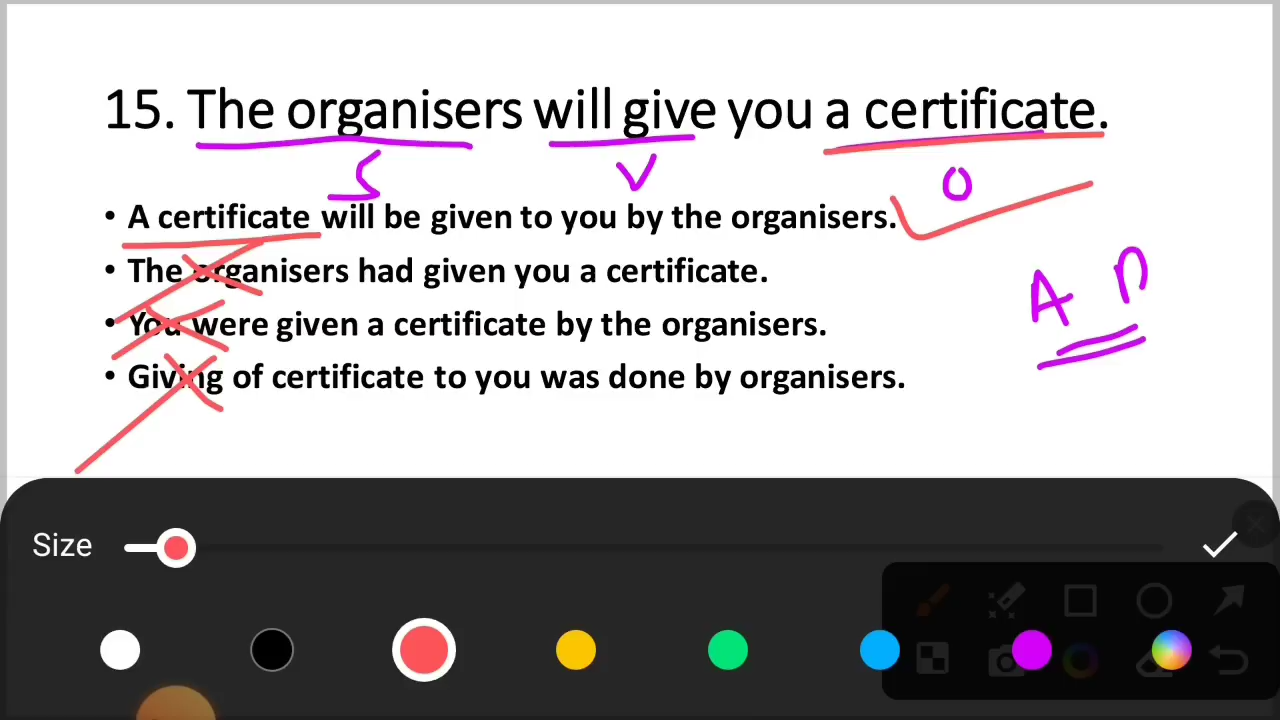 15. The organisers will give you a certificate.
S V O
• A certificate will be given to you by the organisers.
• The organisers had given you a certificate.
• You were given a certificate by the organisers.
• Giving of certificate to you was done by organisers.
Size